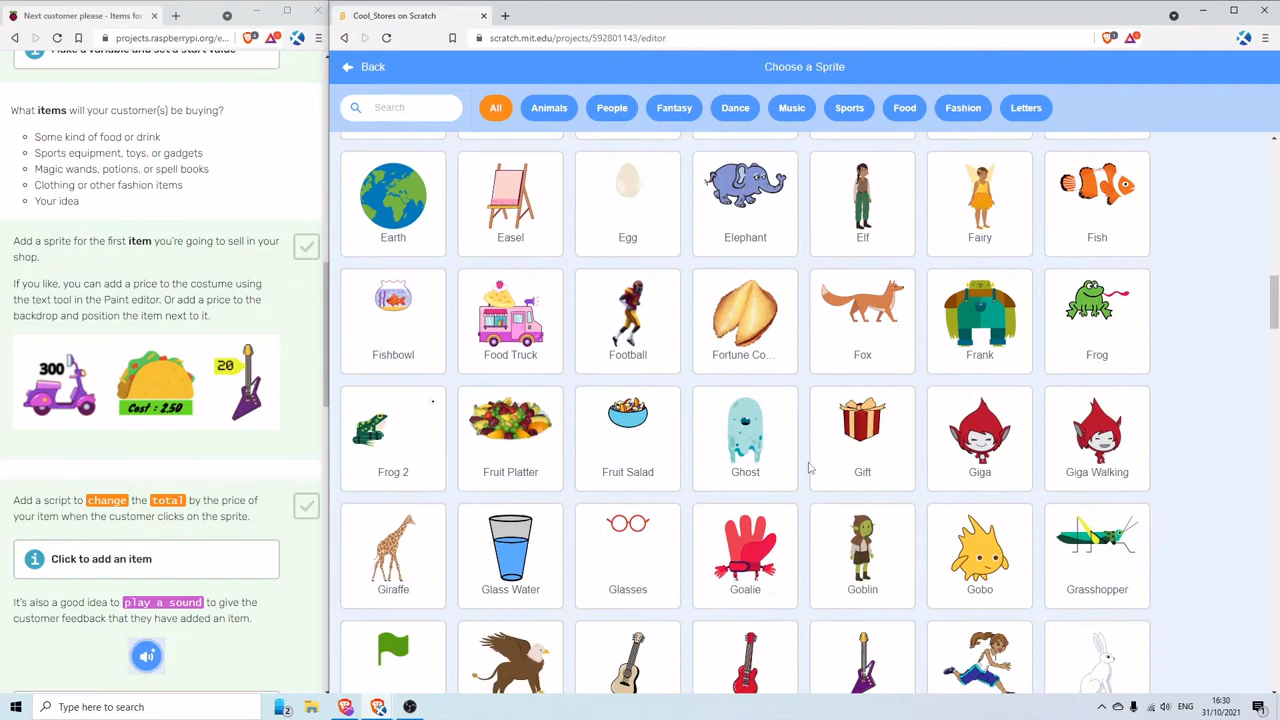 Next customer please - Items for
Cool_Stores on Scratch
projects.raspberrypi.org/e...
scratch.mit.edu/projects/592801143/editor
Make a variable and set a start value
What items will your customer(s) be buying?
Some kind of food or drink
Sports equipment, toys, or gadgets
Magic wands, potions, or spell books
Clothing or other fashion items
Your idea
Add a sprite for the first item you're going to sell in your
shop.
If you like, you can add a price to the costume using
the text tool in the Paint editor. Or add a price to the
backdrop and position the item next to it.
300
Cost : 2.50
20
Add a script to change the total by the price of
your item when the customer clicks on the sprite.
Click to add an item
It's also a good idea to play a sound to give the
customer feedback that they have added an item.
Back
Choose a Sprite
Search
All
Animals
People
Fantasy
Dance
Music
Sports
Food
Fashion
Letters
Earth
Easel
Egg
Elephant
Elf
Fairy
Fish
Fishbowl
Food Truck
Football
Fortune Co...
Fox
Frank
Frog
Frog 2
Fruit Platter
Fruit Salad
Ghost
Gift
Giga
Giga Walking
Giraffe
Glass Water
Glasses
Goalie
Goblin
Gobo
Grasshopper
Type here to search
2
ENG
16:30
31/10/2021
1